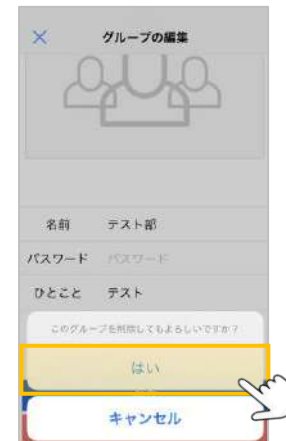 × グループの編集
名前 テスト部
パスワード パスワード
ひとこと テスト
このグループを削除してもよろしいですか？
はい
キャンセル